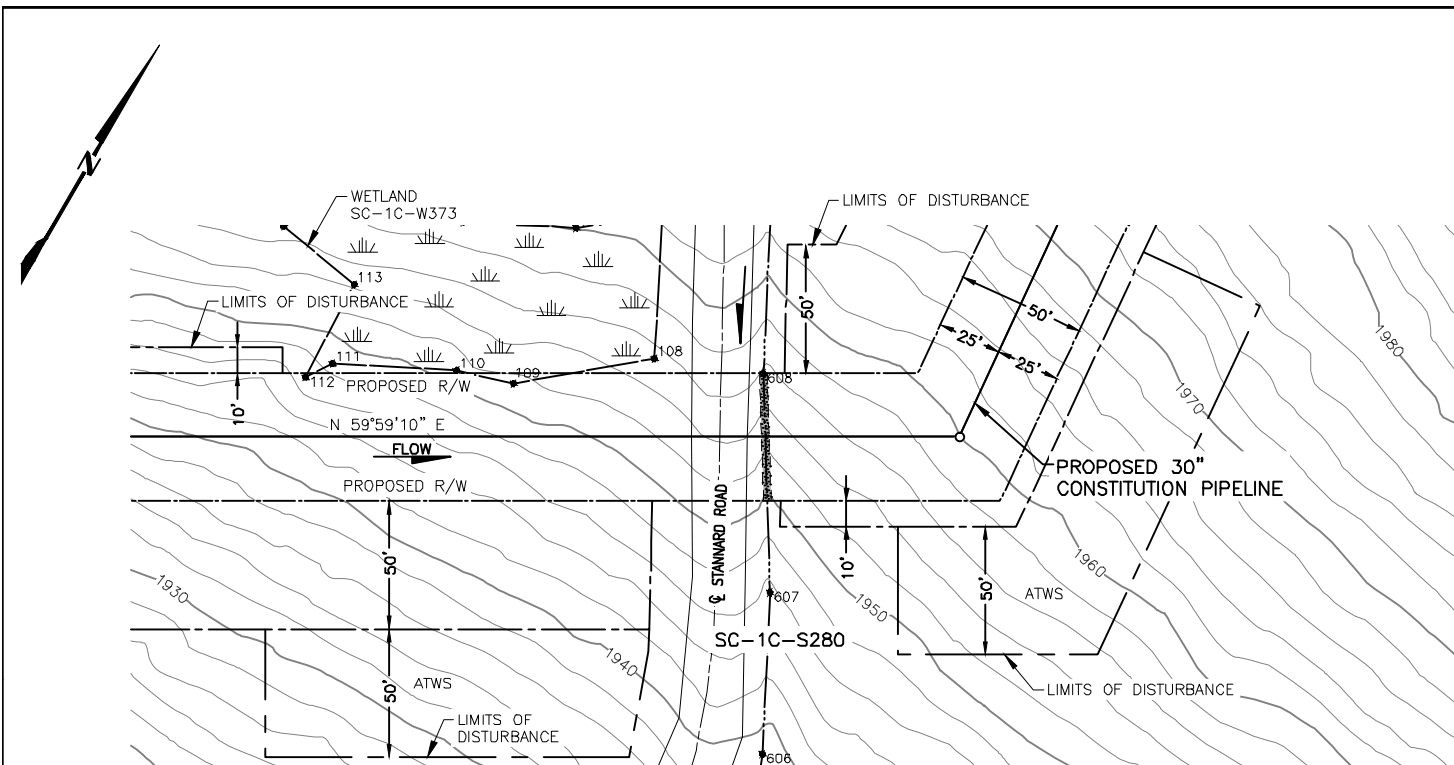 N
WETLAND
SC-1C-W373
LIMITS OF DISTURBANCE
113
LIMITS OF DISTURBANCE
50'
50'
25'
25'
1980
1970
108
111
110
112
109
608
10'
PROPOSED R/W
N 59°59'10" E
FLOW
PROPOSED R/W
PROPOSED 30"
CONSTITUTION PIPELINE
℄ STANNARD ROAD
50'
10'
1960
1930
50'
ATWS
607
1950
SC-1C-S280
1940
ATWS
50'
LIMITS OF DISTURBANCE
LIMITS OF
DISTURBANCE
606